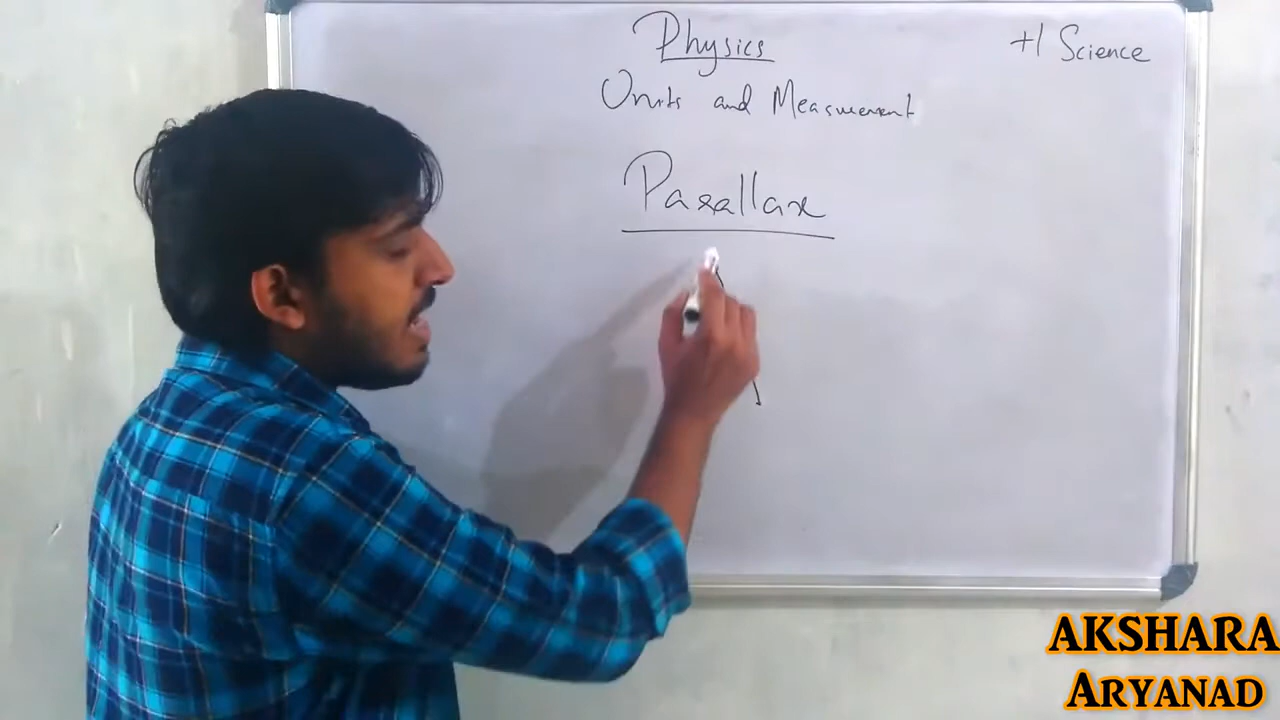 Physics
+1 Science
Units and Measurement
Parallax
AKSHARA
ARYANAD